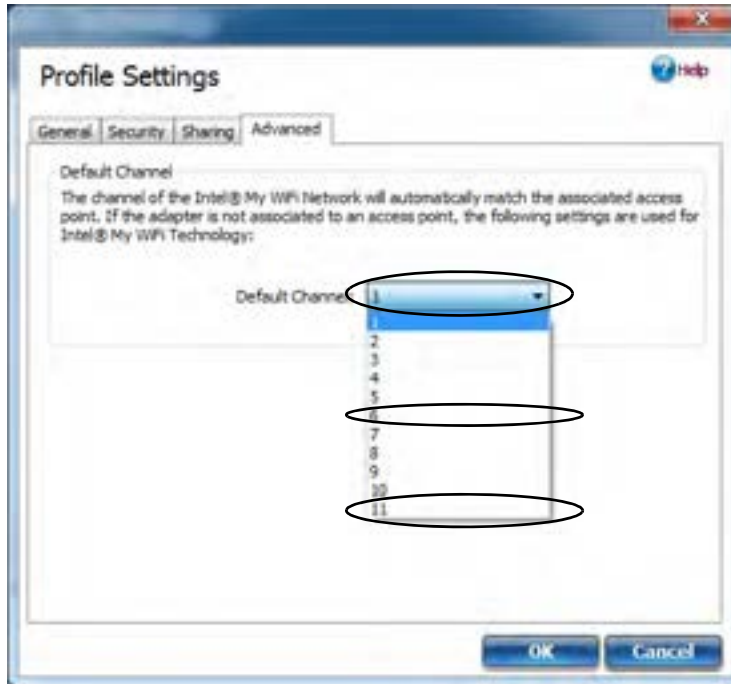 Profile Settings
Help
General Security Sharing Advanced
Default Channel
The channel of the Intel® My WiFi Network will automatically match the associated access
point. If the adapter is not associated to an access point, the following settings are used for
Intel® My WiFi Technology:
Default Channel: 1
1
2
3
4
5
6
7
8
9
10
11
OK Cancel